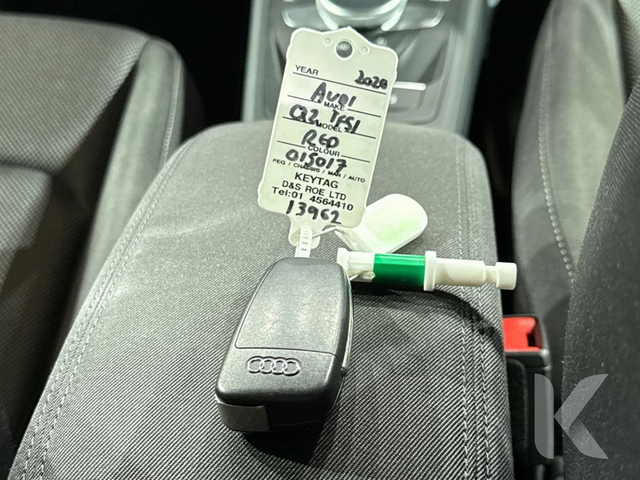 YEAR 2020
AUDI
MAKE
Q2 TFSI
MODEL
RED
COLOUR
015017
REG / CHASSIS / MAN / AUTO
KEYTAG
D&S ROE LTD
Tel:01 4564410
13962
K